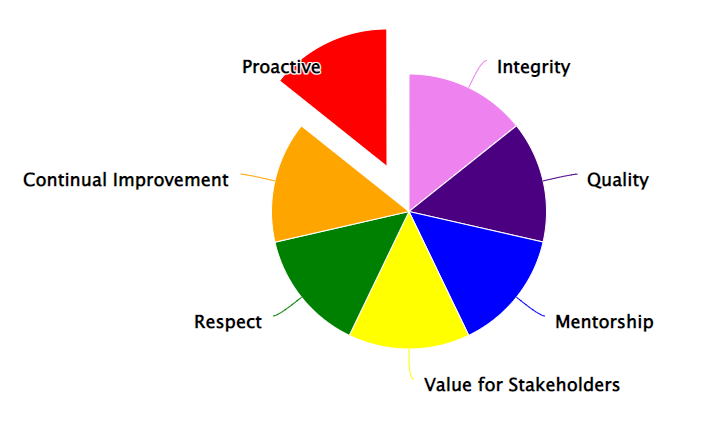 Proactive
Integrity
Continual Improvement
Quality
Respect
Mentorship
Value for Stakeholders